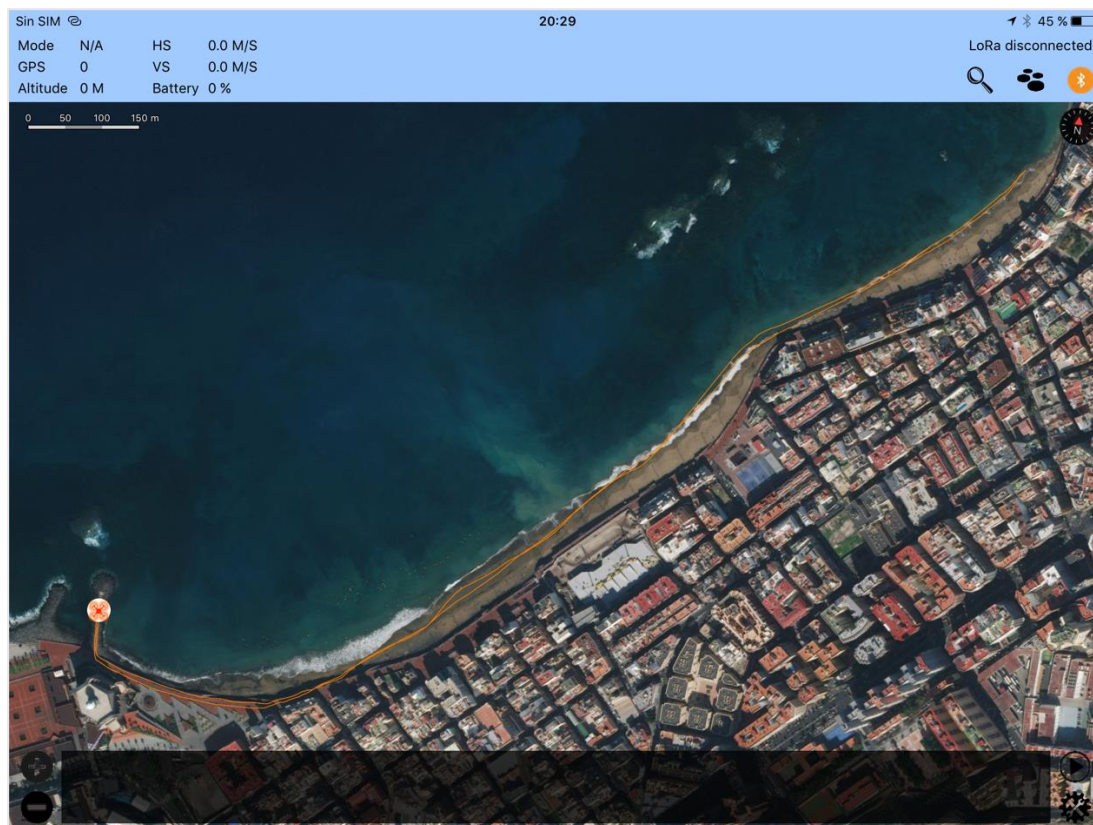 Sin SIM 20:29 45 %
Mode N/A HS 0.0 M/S LoRa disconnected
GPS 0 VS 0.0 M/S
Altitude 0 M Battery 0 %
0 50 100 150 m
N